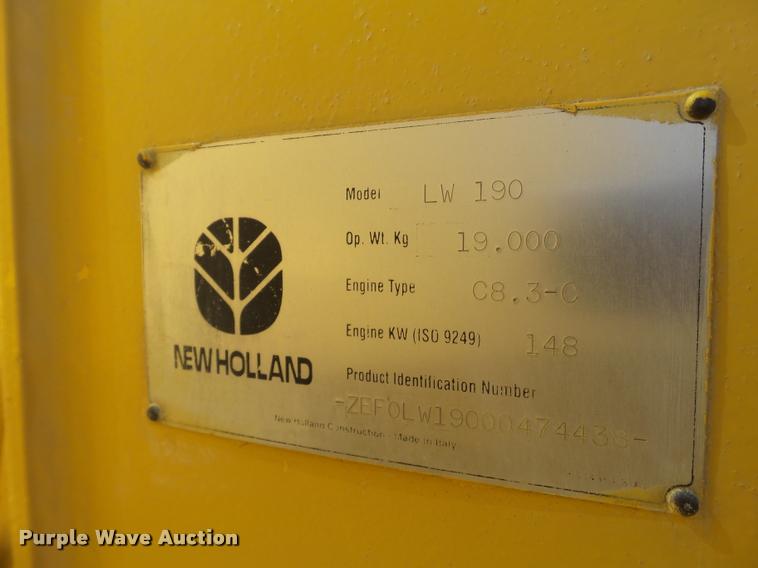 Model LW 190
Op. Wt. Kg 19.000
Engine Type C8.3-C
Engine KW (ISO 9249) 148
NEW HOLLAND
Product Identification Number
New Holland Construction - Made in Italy
Purple Wave Auction